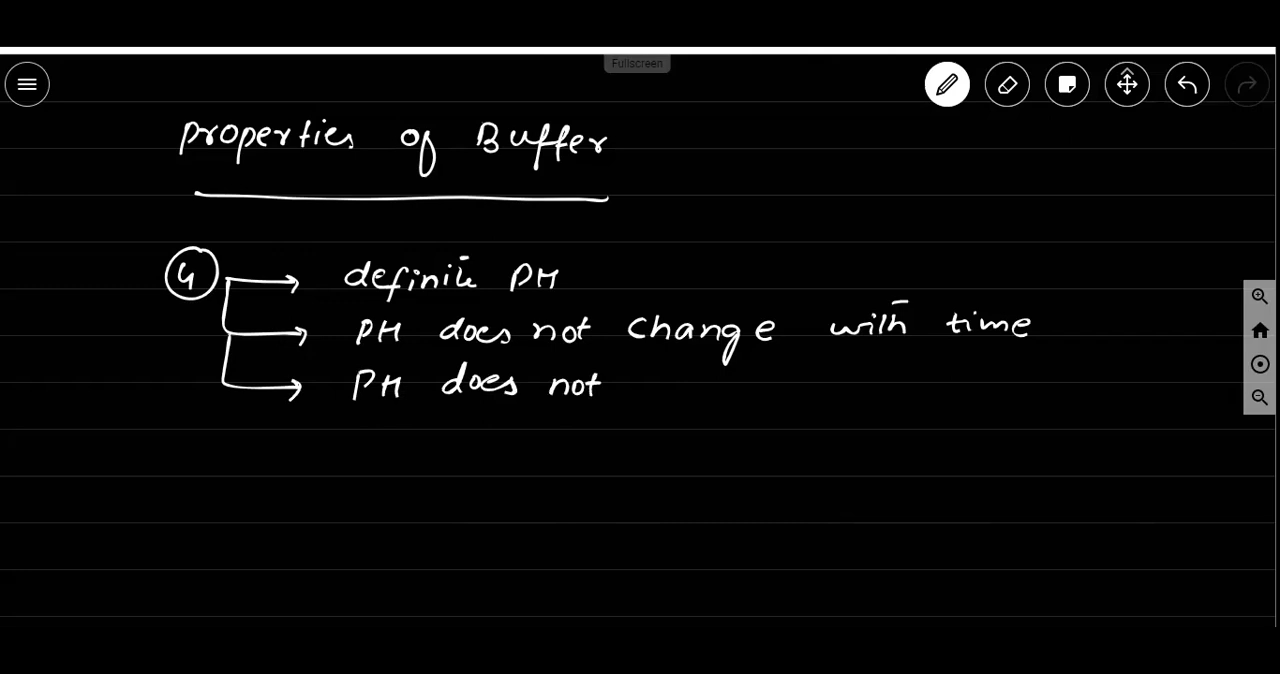 Fullscreen
properties of Buffer
4 definite PH
PH does not change with time
PH does not